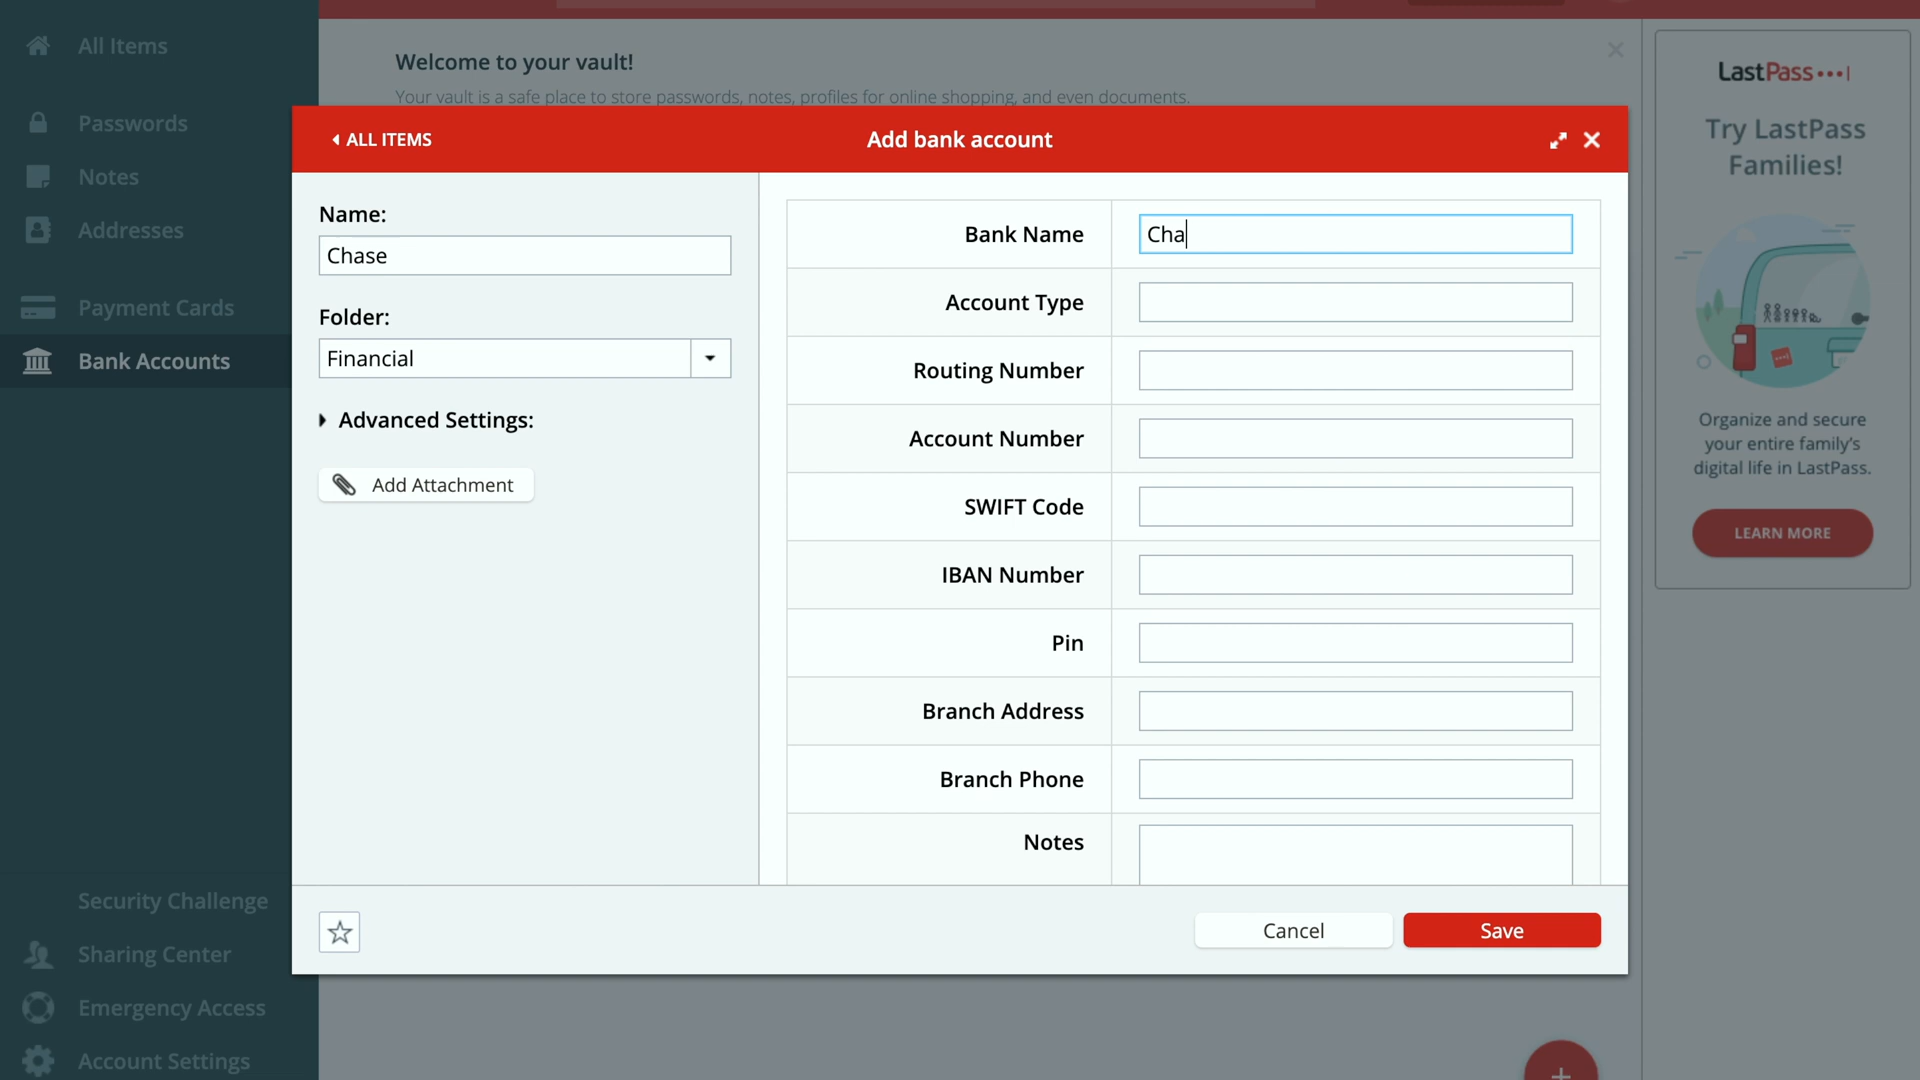 All Items
Passwords
Notes
Addresses
Payment Cards
Bank Accounts
Security Challenge
Sharing Center
Emergency Access
Account Settings
Welcome to your vault!
Your vault is a safe place to store passwords, notes, profiles for online shopping, and even documents.
ALL ITEMS
Add bank account
Name:
Chase
Folder:
Financial
Advanced Settings:
Add Attachment
Bank Name
Cha
Account Type
Routing Number
Account Number
SWIFT Code
IBAN Number
Pin
Branch Address
Branch Phone
Notes
Cancel
Save
LastPass
Try LastPass
Families!
Organize and secure
your entire family's
digital life in LastPass.
LEARN MORE